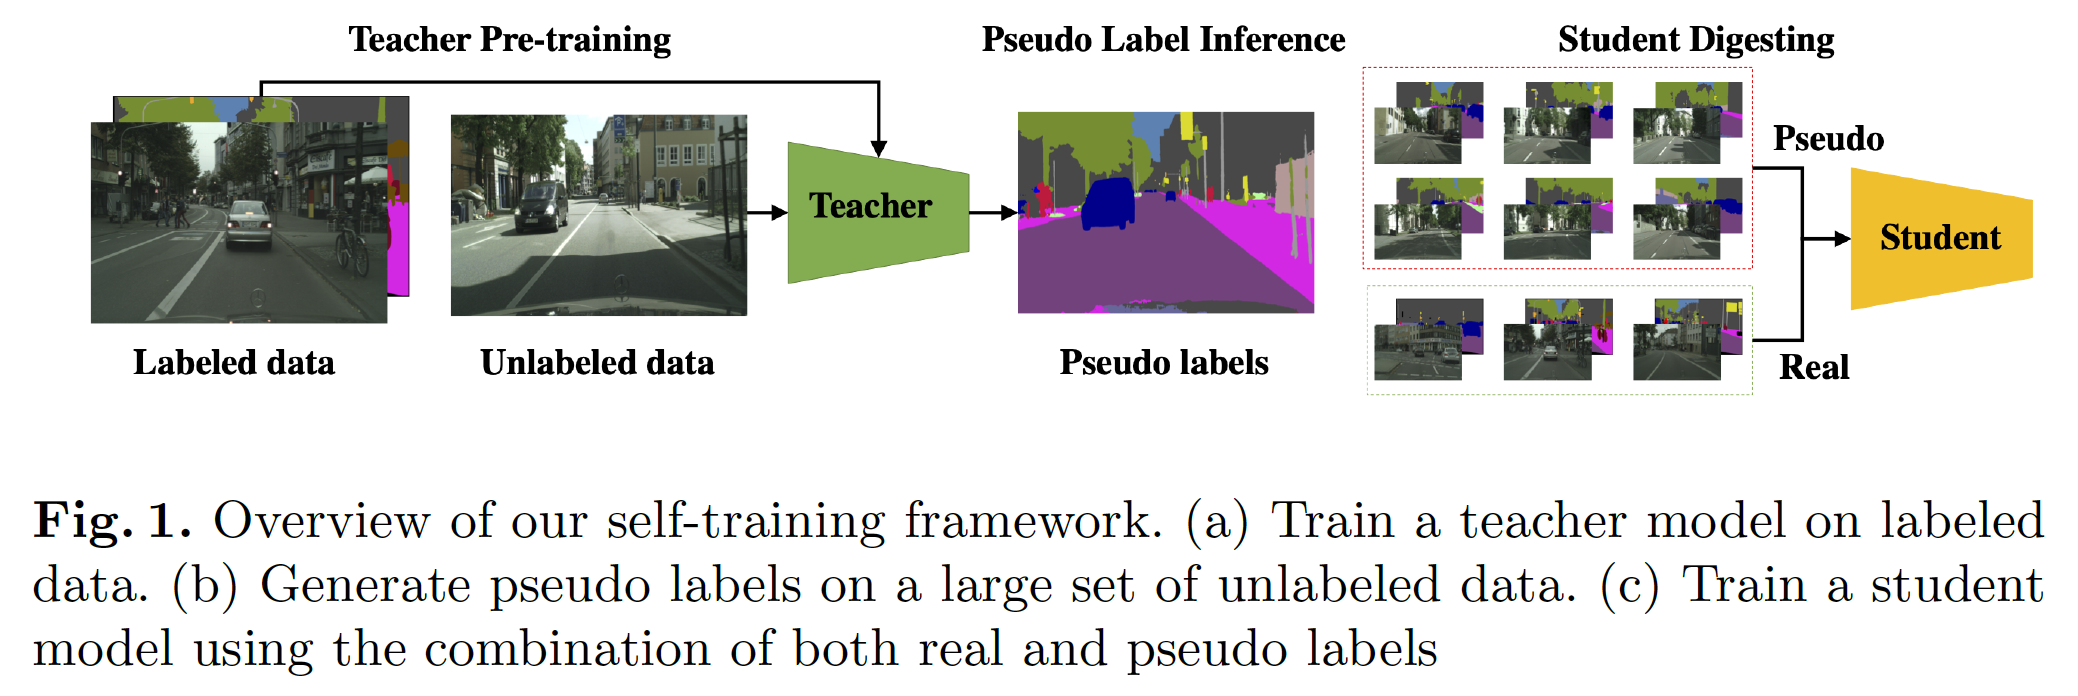 Teacher Pre-training
Pseudo Label Inference
Student Digesting
Labeled data
Unlabeled data
Teacher
Pseudo labels
Pseudo
Real
Student
Fig. 1. Overview of our self-training framework. (a) Train a teacher model on labeled
data. (b) Generate pseudo labels on a large set of unlabeled data. (c) Train a student
model using the combination of both real and pseudo labels